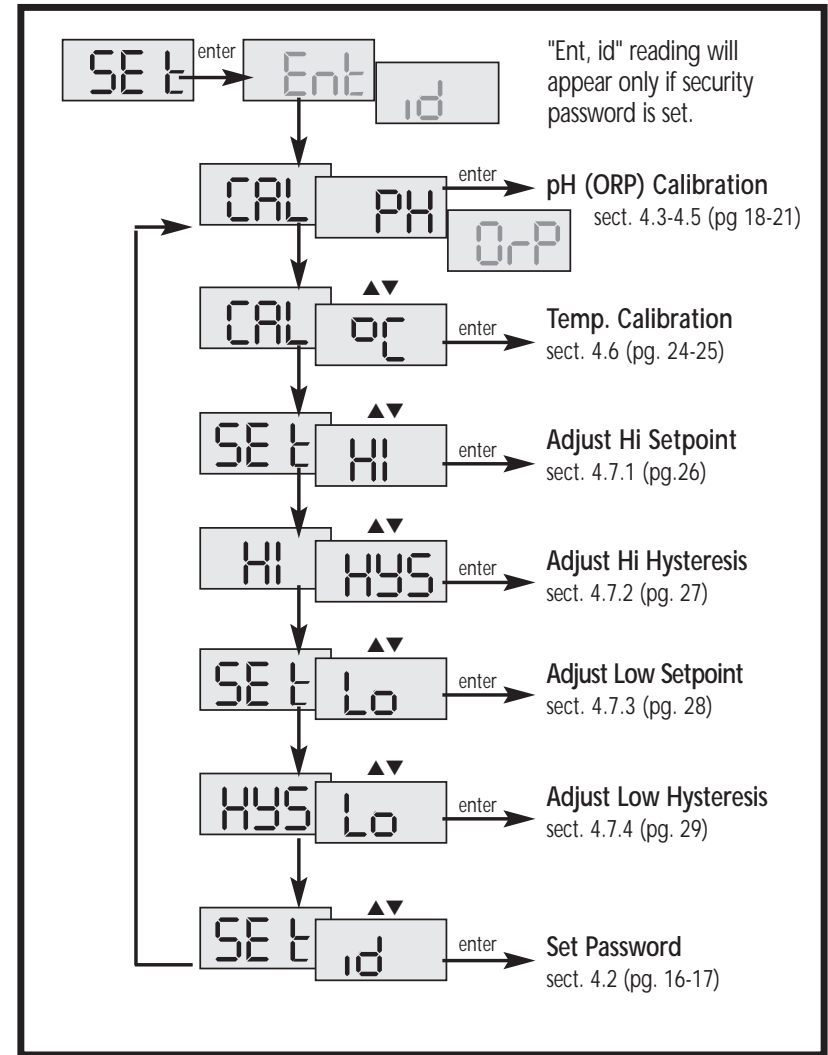 SEt
enter
Ent
id
"Ent, id" reading will
appear only if security
password is set.
CAL
PH
enter
OrP
pH (ORP) Calibration
sect. 4.3-4.5 (pg 18-21)
▲▼
CAL
°C
enter
Temp. Calibration
sect. 4.6 (pg. 24-25)
▲▼
SEt
HI
enter
Adjust Hi Setpoint
sect. 4.7.1 (pg.26)
▲▼
HI
HYS
enter
Adjust Hi Hysteresis
sect. 4.7.2 (pg. 27)
▲▼
SEt
Lo
enter
Adjust Low Setpoint
sect. 4.7.3 (pg. 28)
▲▼
HYS
Lo
enter
Adjust Low Hysteresis
sect. 4.7.4 (pg. 29)
▲▼
SEt
id
enter
Set Password
sect. 4.2 (pg. 16-17)